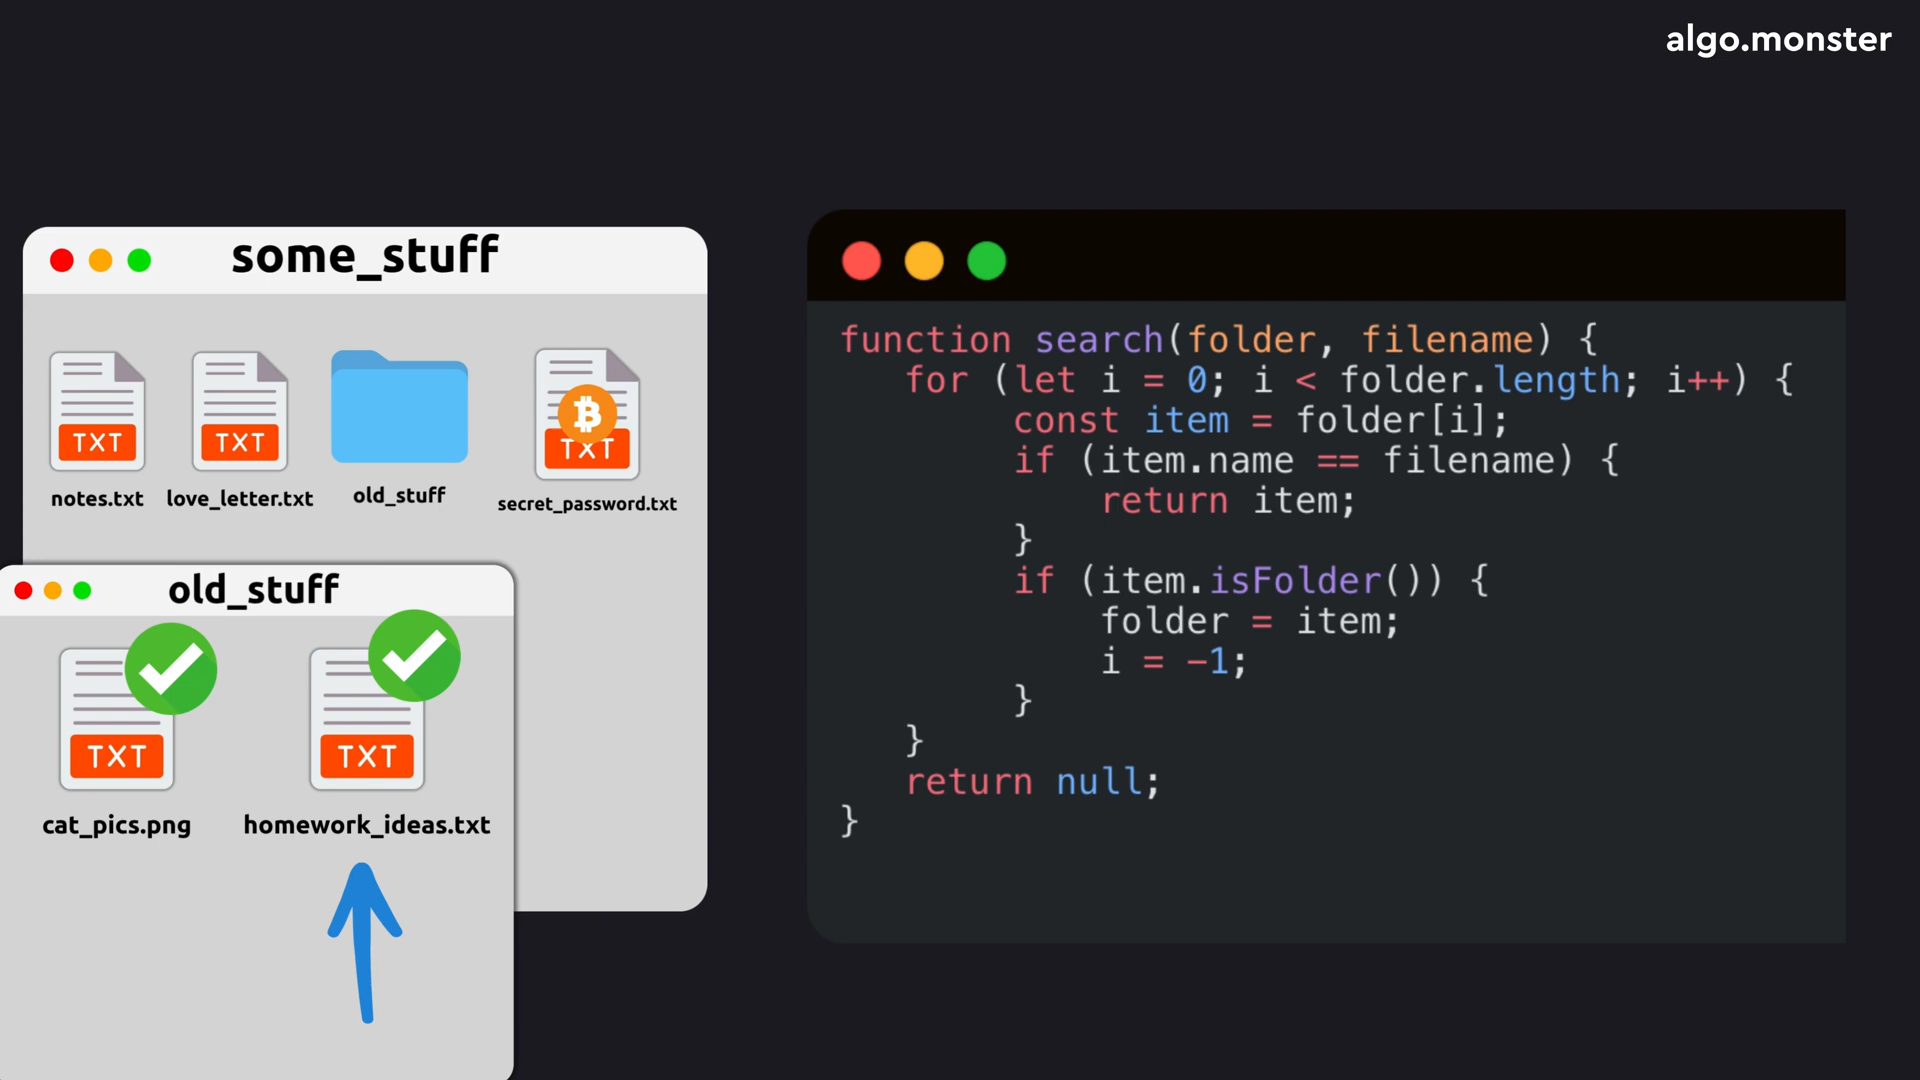 algo.monster
some_stuff
TXT
TXT
TXT
notes.txt
love_letter.txt
old_stuff
secret_password.txt
old_stuff
TXT
TXT
cat_pics.png
homework_ideas.txt
function search(folder, filename) {
for (let i = 0; i < folder.length; i++) {
const item = folder[i];
if (item.name == filename) {
return item;
}
if (item.isFolder()) {
folder = item;
i = -1;
}
}
return null;
}